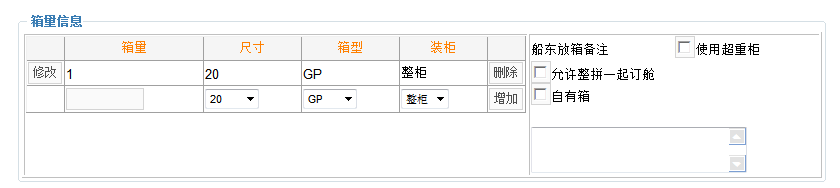 箱量信息
箱量 尺寸 箱型 装柜
修改 1 20 GP 整柜 删除
20 GP 整柜 增加
船东放箱备注 使用超重柜
允许整拼一起订舱
自有箱